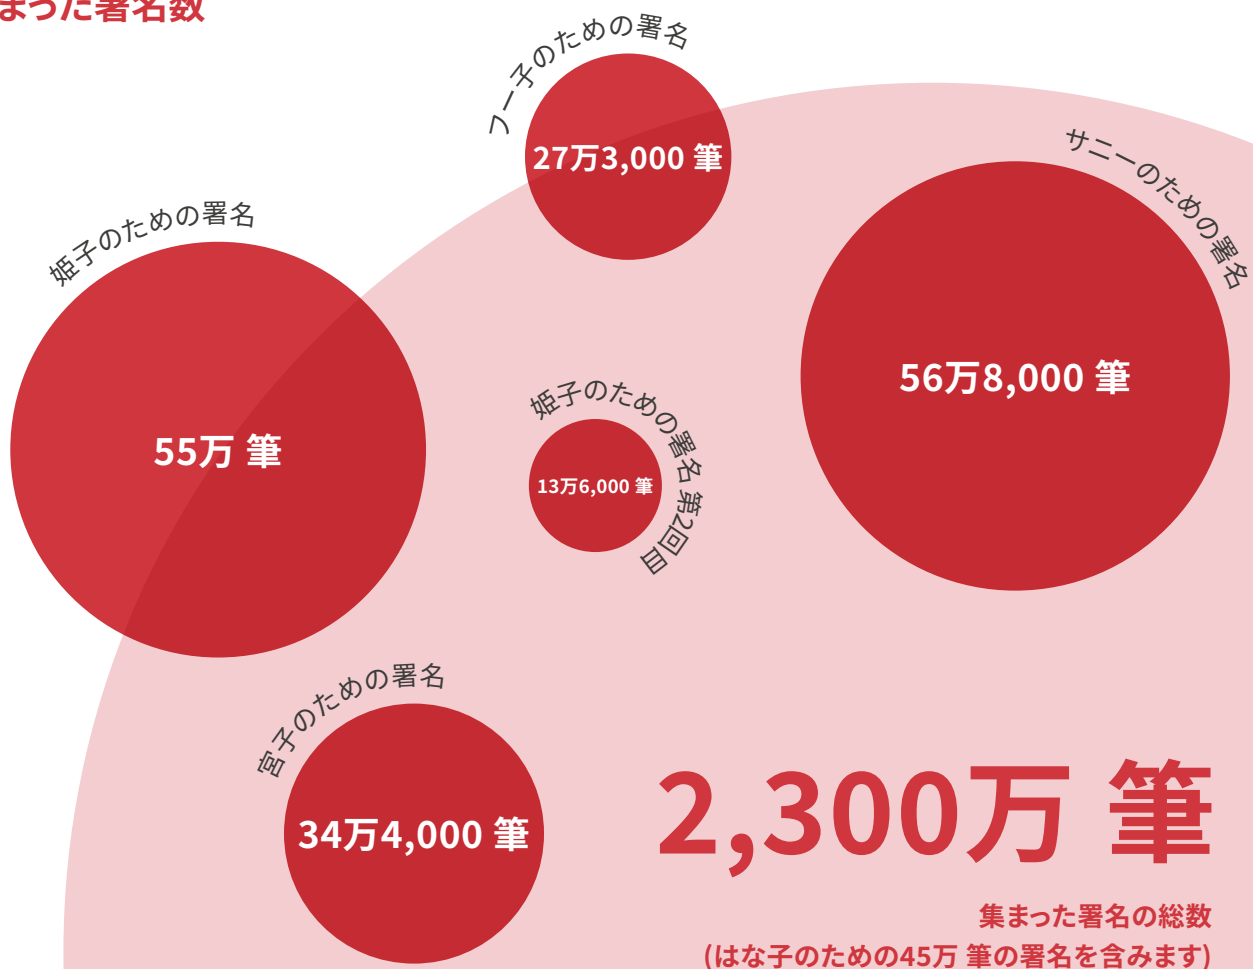 まった署名数
フー子のための署名
27万3,000 筆
サニーのための署名
56万8,000 筆
姫子のための署名
55万 筆
姫子のための署名 第2回目
13万6,000 筆
宮子のための署名
34万4,000 筆
2,300万 筆
集まった署名の総数
(はな子のための45万 筆の署名を含みます)